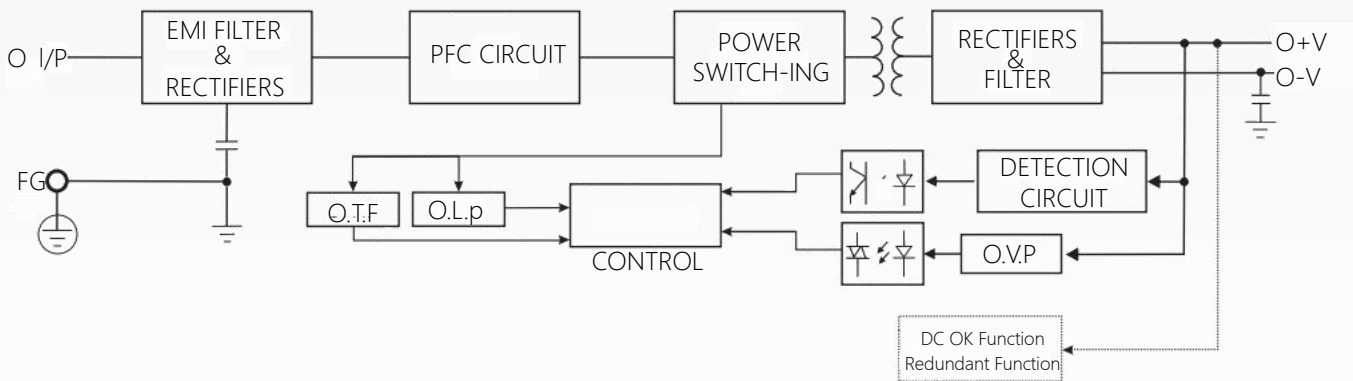 O I/P
EMI FILTER
&
RECTIFIERS
PFC CIRCUIT
POWER
SWITCH-ING
RECTIFIERS
&
FILTER
O+V
O-V
FG
O.T.F
O.L.p
CONTROL
DETECTION
CIRCUIT
O.V.P
DC OK Function
Redundant Function